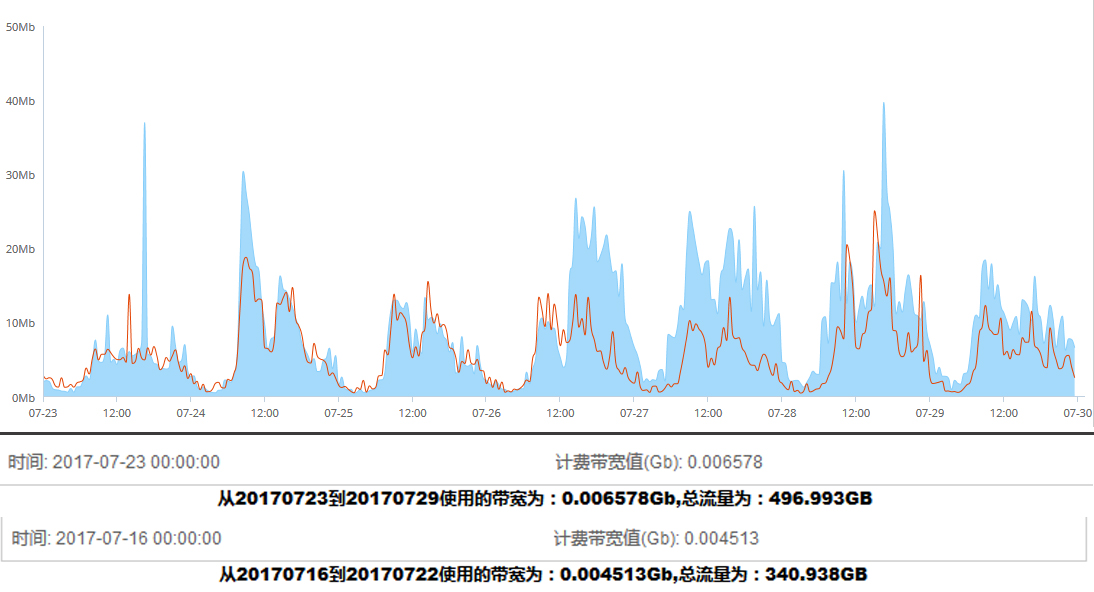 50Mb
40Mb
30Mb
20Mb
10Mb
0Mb
07-23 12:00 07-24 12:00 07-25 12:00 07-26 12:00 07-27 12:00 07-28 12:00 07-29 12:00 07-30
时间: 2017-07-23 00:00:00 计费带宽值(Gb): 0.006578
从20170723到20170729使用的带宽为：0.006578Gb,总流量为：496.993GB
时间: 2017-07-16 00:00:00 计费带宽值(Gb): 0.004513
从20170716到20170722使用的带宽为：0.004513Gb,总流量为：340.938GB